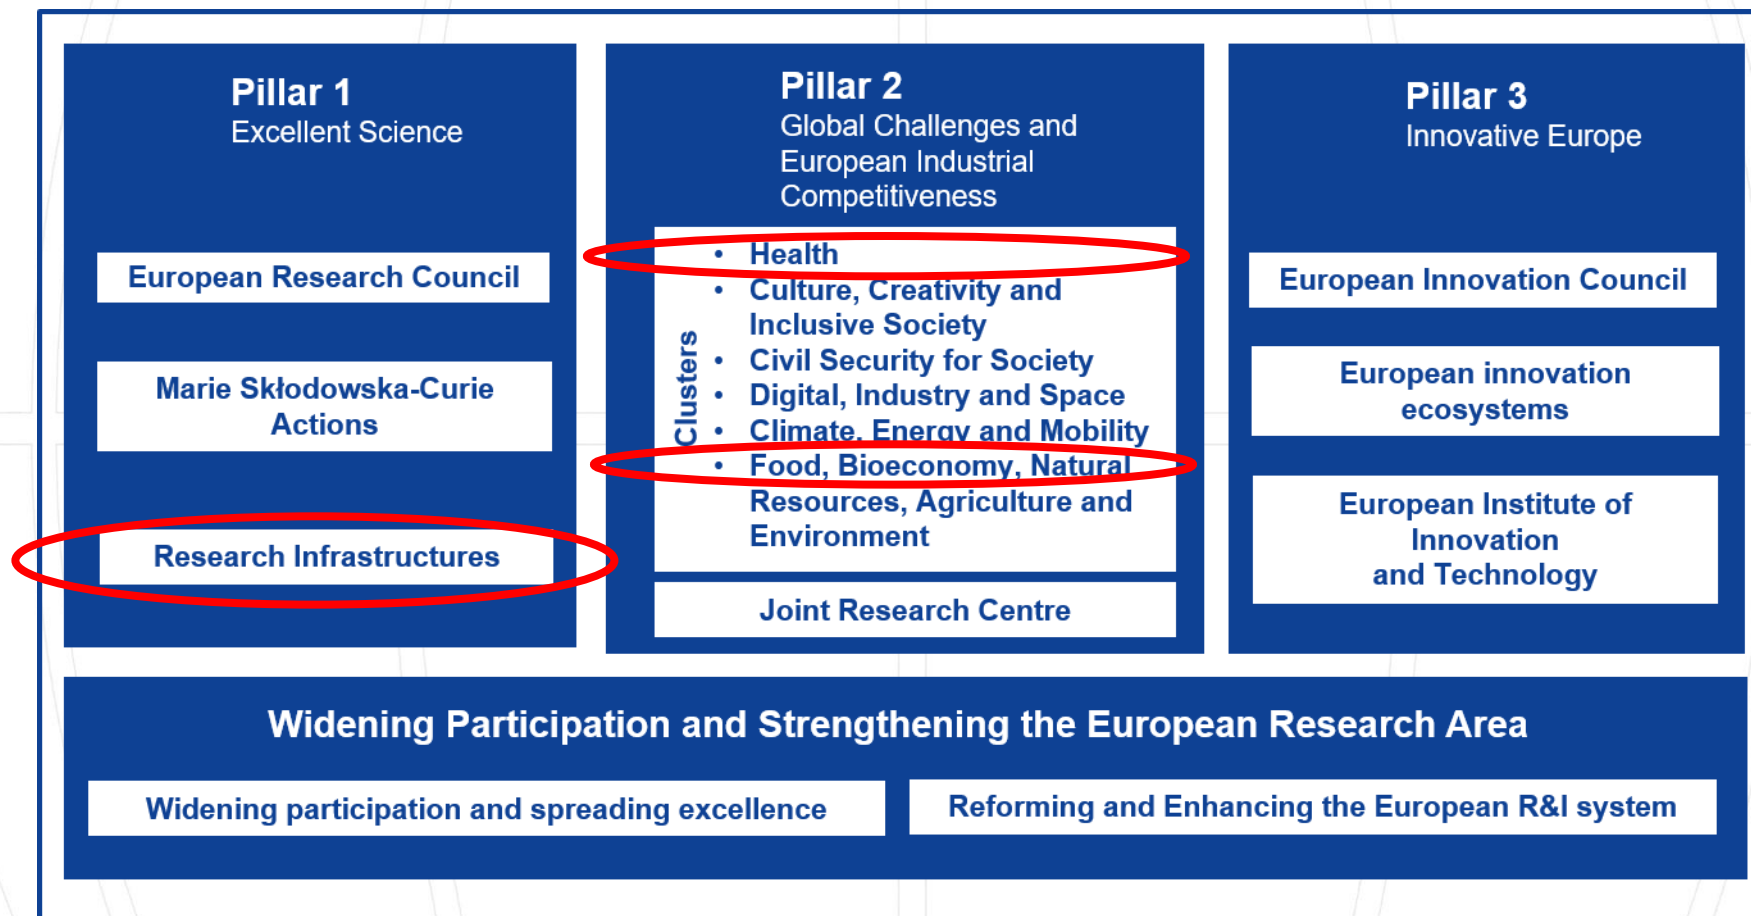 Pillar 1
Excellent Science
European Research Council
Marie Skłodowska-Curie
Actions
Research Infrastructures
Pillar 2
Global Challenges and
European Industrial
Competitiveness
Clusters
• Health
• Culture, Creativity and
Inclusive Society
• Civil Security for Society
• Digital, Industry and Space
• Climate, Energy and Mobility
• Food, Bioeconomy, Natural
Resources, Agriculture and
Environment
Joint Research Centre
Pillar 3
Innovative Europe
European Innovation Council
European innovation
ecosystems
European Institute of
Innovation
and Technology
Widening Participation and Strengthening the European Research Area
Widening participation and spreading excellence
Reforming and Enhancing the European R&I system